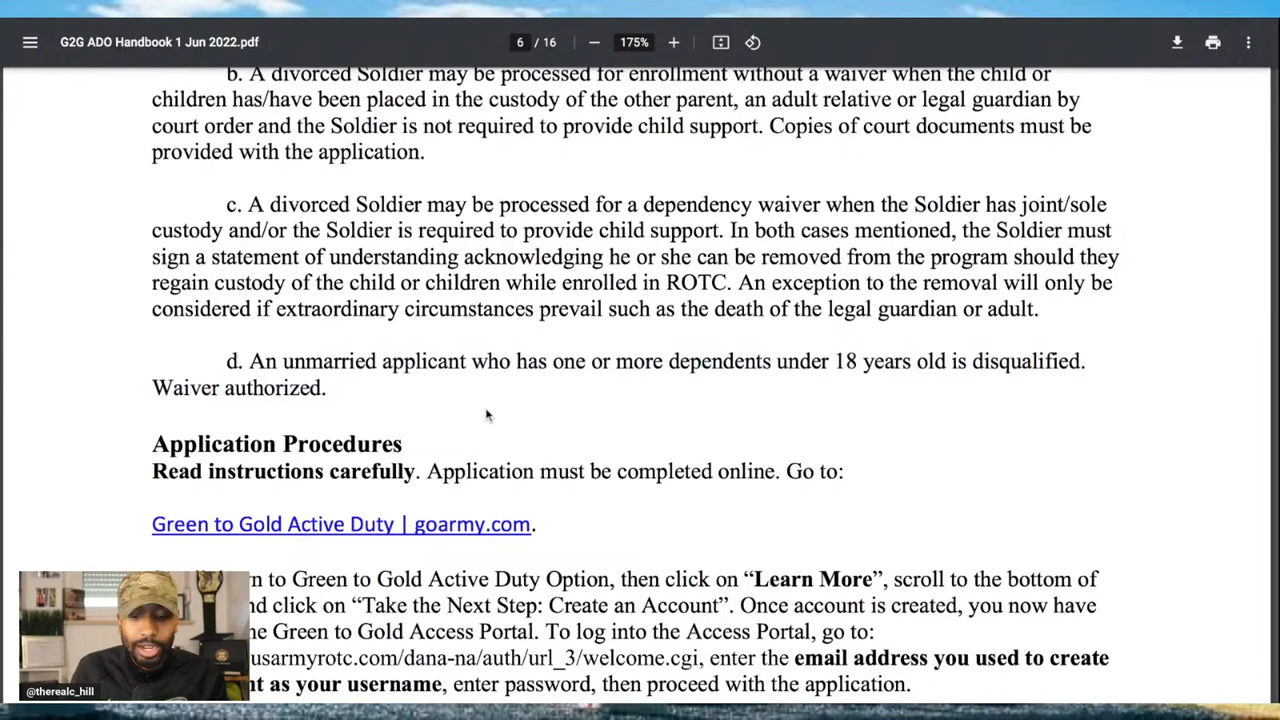 G2G ADO Handbook 1 Jun 2022.pdf
6 / 16
175%
b. A divorced Soldier may be processed for enrollment without a waiver when the child or
children has/have been placed in the custody of the other parent, an adult relative or legal guardian by
court order and the Soldier is not required to provide child support. Copies of court documents must be
provided with the application.
c. A divorced Soldier may be processed for a dependency waiver when the Soldier has joint/sole
custody and/or the Soldier is required to provide child support. In both cases mentioned, the Soldier must
sign a statement of understanding acknowledging he or she can be removed from the program should they
regain custody of the child or children while enrolled in ROTC. An exception to the removal will only be
considered if extraordinary circumstances prevail such as the death of the legal guardian or adult.
d. An unmarried applicant who has one or more dependents under 18 years old is disqualified.
Waiver authorized.
Application Procedures
Read instructions carefully. Application must be completed online. Go to:
Green to Gold Active Duty | goarmy.com.
to Green to Gold Active Duty Option, then click on “Learn More”, scroll to the bottom of
click on “Take the Next Step: Create an Account”. Once account is created, you now have
Green to Gold Access Portal. To log into the Access Portal, go to:
usarmyrotc.com/dana-na/auth/url_3/welcome.cgi, enter the email address you used to create
as your username, enter password, then proceed with the application.
@therealc_hill